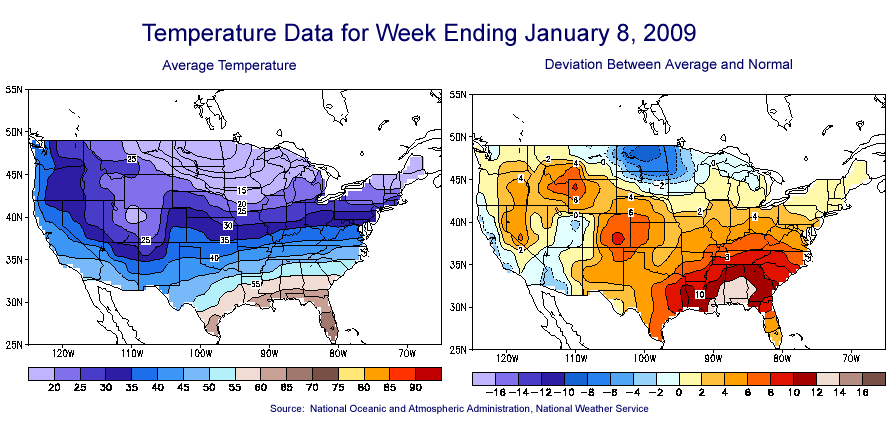 Temperature Data for Week Ending January 8, 2009
Average Temperature
Deviation Between Average and Normal
55N
50N
45N
40N
35N
30N
25N
25
15
20
25
30
25
35
40
55
120W 110W 100W 90W 80W 70W
20 25 30 35 40 45 50 55 60 65 70 75 80 85 90
55N
50N
45N
40N
35N
30N
25N
2 4 0 0
4 4 -2
6 4
0 6 2 4
2
8
10
120W 110W 100W 90W 80W 70W
-16 -14 -12 -10 -8 -6 -4 -2 0 2 4 6 8 10 12 14 16
Source: National Oceanic and Atmospheric Administration, National Weather Service